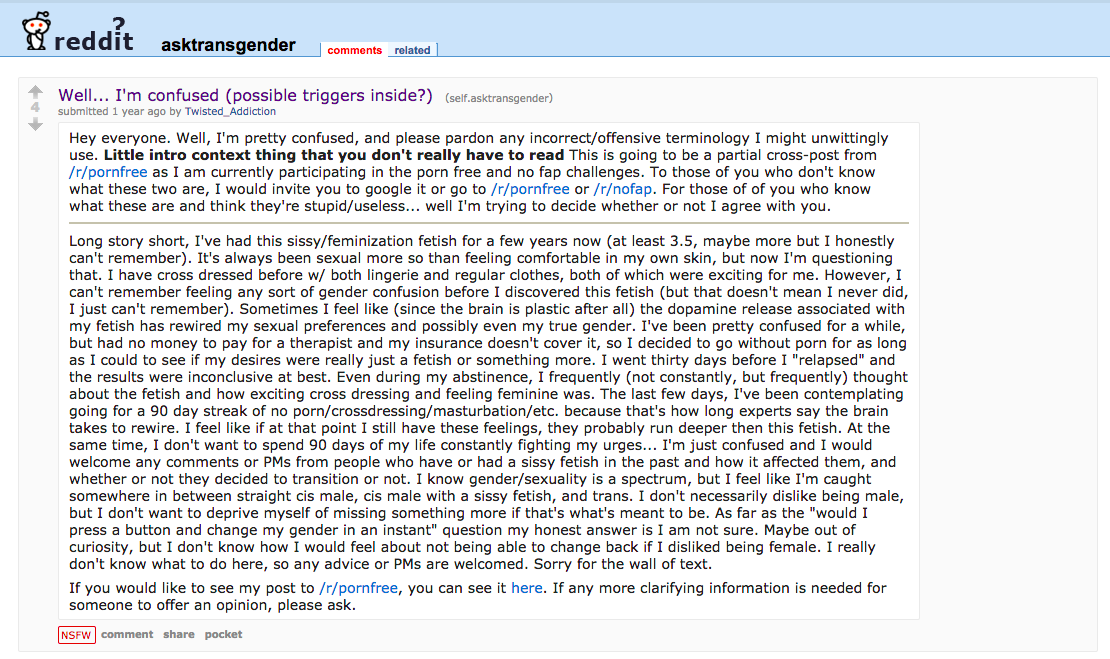 ?
reddit asktransgender comments related
Well... I'm confused (possible triggers inside?) (self.asktransgender)
4
submitted 1 year ago by Twisted_Addiction
Hey everyone. Well, I'm pretty confused, and please pardon any incorrect/offensive terminology I might unwittingly
use. Little intro context thing that you don't really have to read This is going to be a partial cross-post from
/r/pornfree as I am currently participating in the porn free and no fap challenges. To those of you who don't know
what these two are, I would invite you to google it or go to /r/pornfree or /r/nofap. For those of of you who know
what these are and think they're stupid/useless... well I'm trying to decide whether or not I agree with you.
Long story short, I've had this sissy/feminization fetish for a few years now (at least 3.5, maybe more but I honestly
can't remember). It's always been sexual more so than feeling comfortable in my own skin, but now I'm questioning
that. I have cross dressed before w/ both lingerie and regular clothes, both of which were exciting for me. However, I
can't remember feeling any sort of gender confusion before I discovered this fetish (but that doesn't mean I never did,
I just can't remember). Sometimes I feel like (since the brain is plastic after all) the dopamine release associated with
my fetish has rewired my sexual preferences and possibly even my true gender. I've been pretty confused for a while,
but had no money to pay for a therapist and my insurance doesn't cover it, so I decided to go without porn for as long
as I could to see if my desires were really just a fetish or something more. I went thirty days before I "relapsed" and
the results were inconclusive at best. Even during my abstinence, I frequently (not constantly, but frequently) thought
about the fetish and how exciting cross dressing and feeling feminine was. The last few days, I've been contemplating
going for a 90 day streak of no porn/crossdressing/masturbation/etc. because that's how long experts say the brain
takes to rewire. I feel like if at that point I still have these feelings, they probably run deeper then this fetish. At the
same time, I don't want to spend 90 days of my life constantly fighting my urges... I'm just confused and I would
welcome any comments or PMs from people who have or had a sissy fetish in the past and how it affected them, and
whether or not they decided to transition or not. I know gender/sexuality is a spectrum, but I feel like I'm caught
somewhere in between straight cis male, cis male with a sissy fetish, and trans. I don't necessarily dislike being male,
but I don't want to deprive myself of missing something more if that's what's meant to be. As far as the "would I
press a button and change my gender in an instant" question my honest answer is I am not sure. Maybe out of
curiosity, but I don't know how I would feel about not being able to change back if I disliked being female. I really
don't know what to do here, so any advice or PMs are welcomed. Sorry for the wall of text.
If you would like to see my post to /r/pornfree, you can see it here. If any more clarifying information is needed for
someone to offer an opinion, please ask.
NSFW comment share pocket